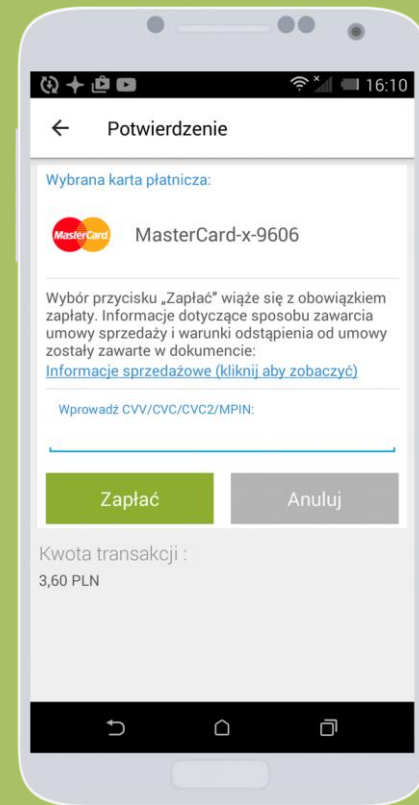 16:10
Potwierdzenie
Wybrana karta płatnicza:
MasterCard
MasterCard-x-9606
Wybór przycisku „Zapłać” wiąże się z obowiązkiem
zapłaty. Informacje dotyczące sposobu zawarcia
umowy sprzedaży i warunki odstąpienia od umowy
zostały zawarte w dokumencie:
Informacje sprzedażowe (kliknij aby zobaczyć)
Wprowadź CVV/CVC/CVC2/MPIN:
Zapłać
Anuluj
Kwota transakcji :
3,60 PLN